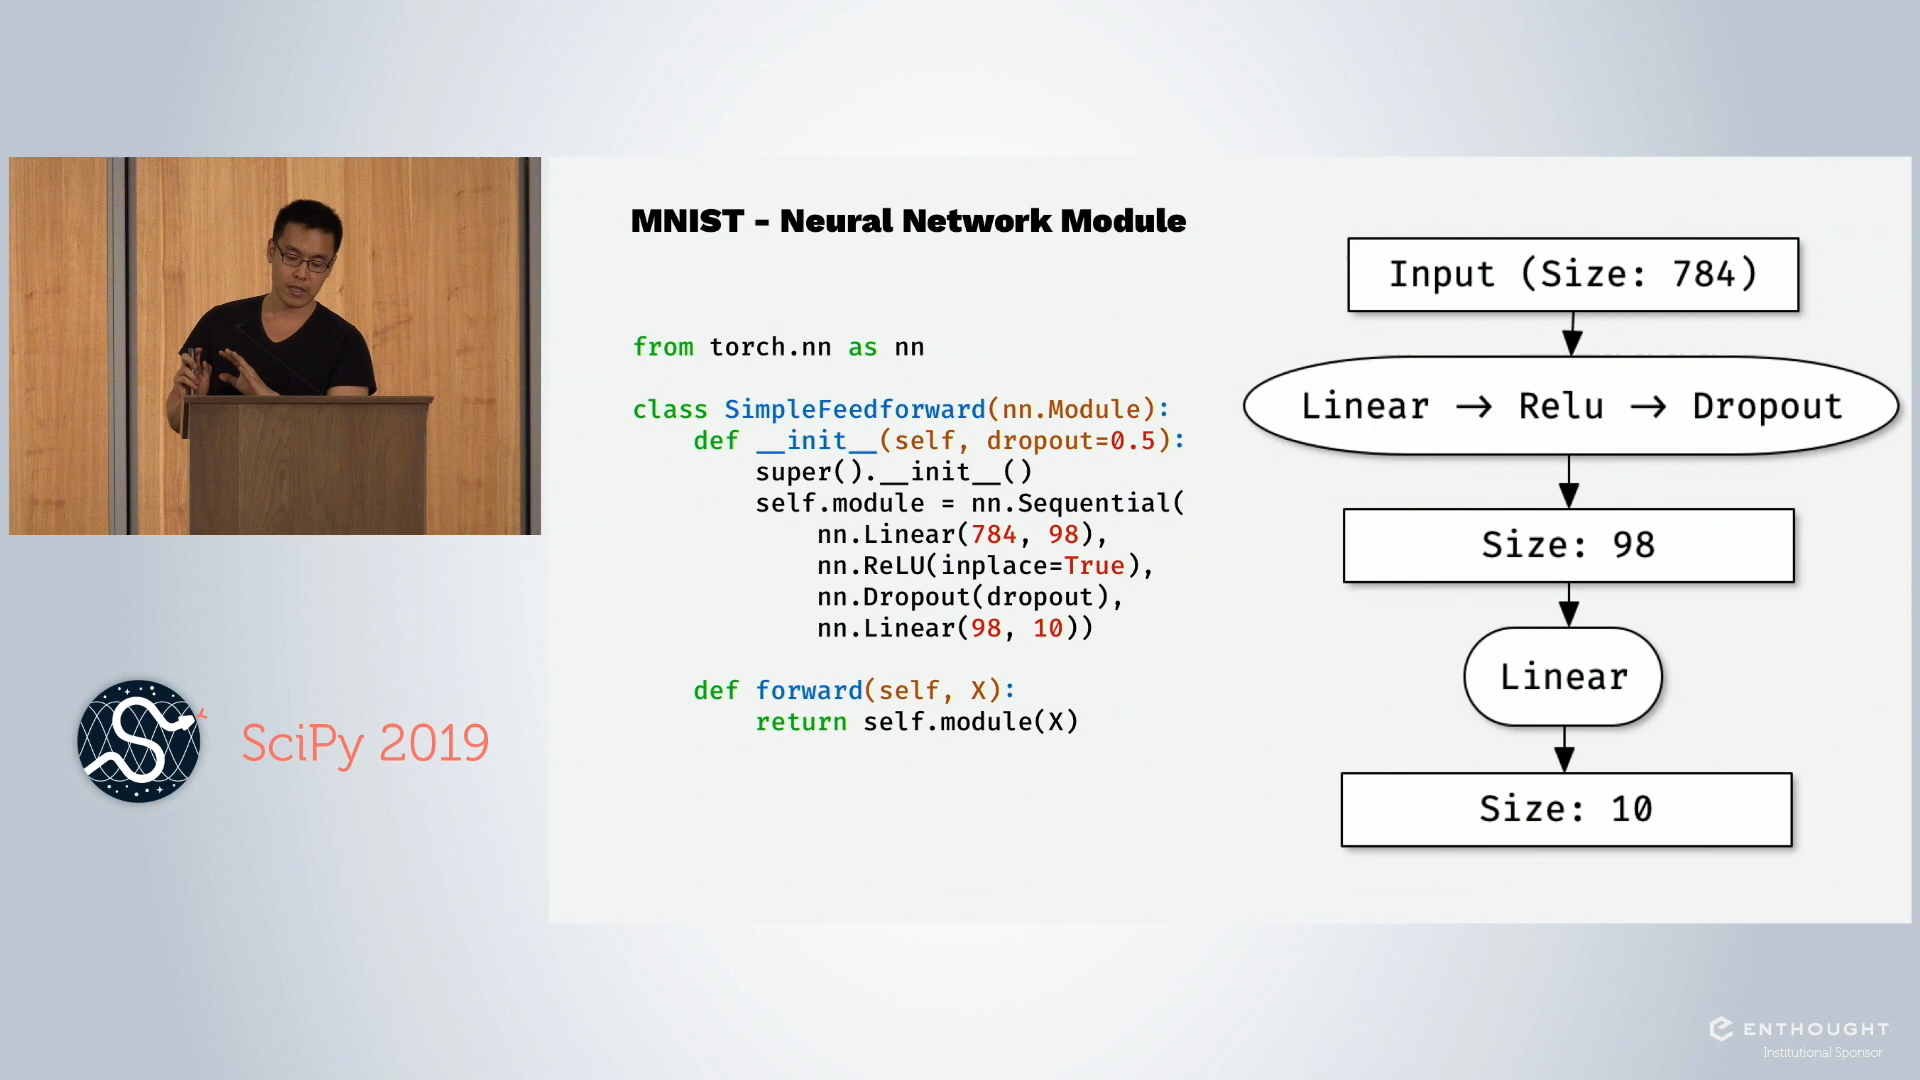 MNIST - Neural Network Module
from torch.nn as nn
class SimpleFeedforward(nn.Module):
    def __init__(self, dropout=0.5):
        super().__init__()
        self.module = nn.Sequential(
            nn.Linear(784, 98),
            nn.ReLU(inplace=True),
            nn.Dropout(dropout),
            nn.Linear(98, 10))
    def forward(self, X):
        return self.module(X)
Input (Size: 784)
Linear → Relu → Dropout
Size: 98
Linear
Size: 10
SciPy 2019
ENTHOUGHT
Institutional Sponsor